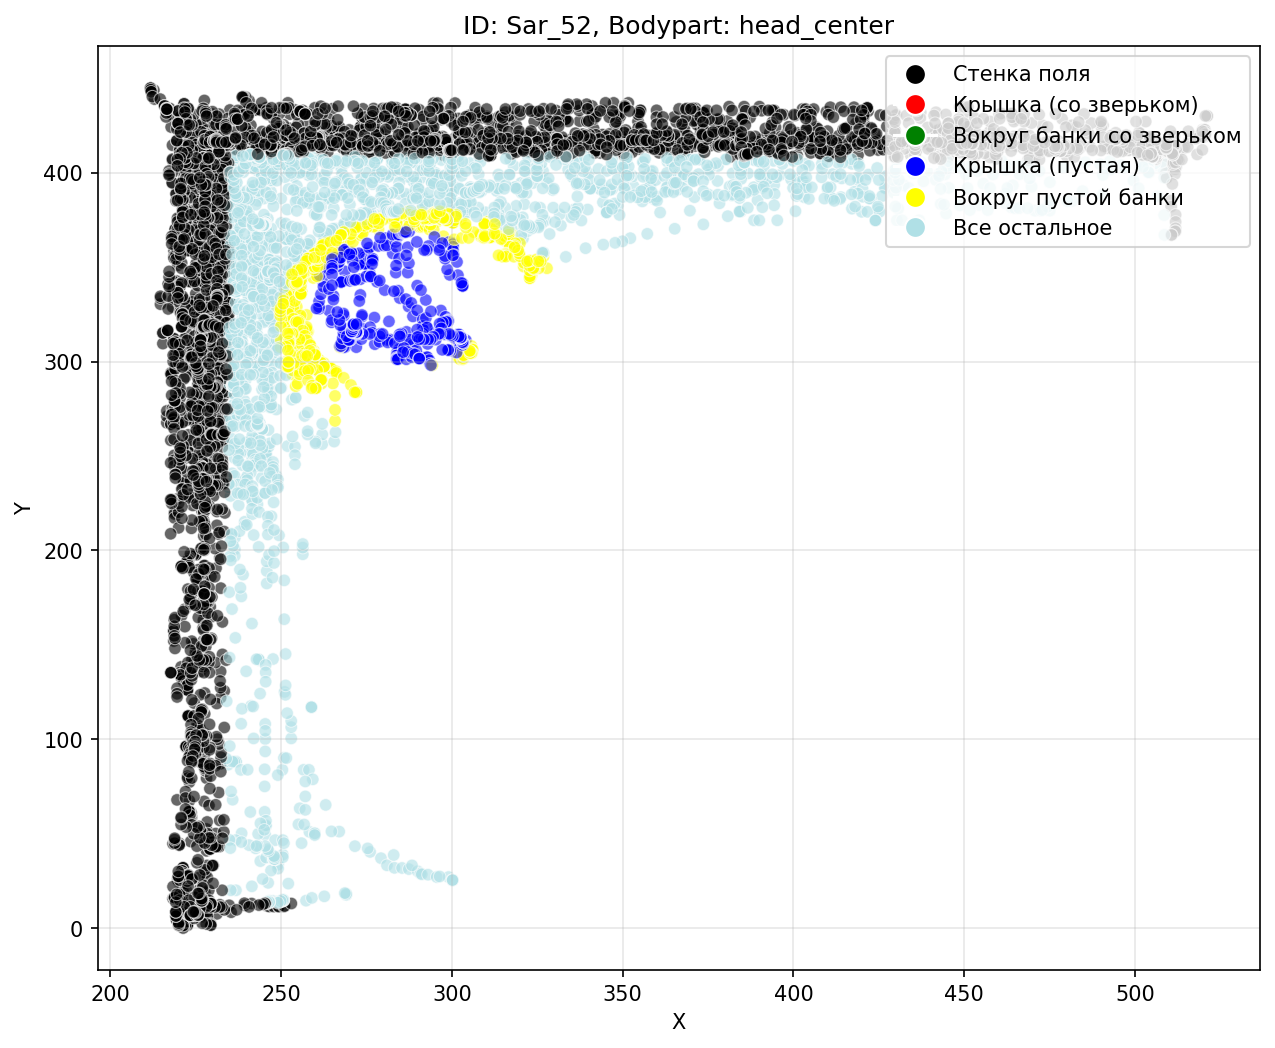 ID: Sar_52, Bodypart: head_center
Стенка поля
Крышка (со зверьком)
Вокруг банки со зверьком
Крышка (пустая)
Вокруг пустой банки
Все остальное
Y
400
300
200
100
0
200
250
300
350
400
450
500
X